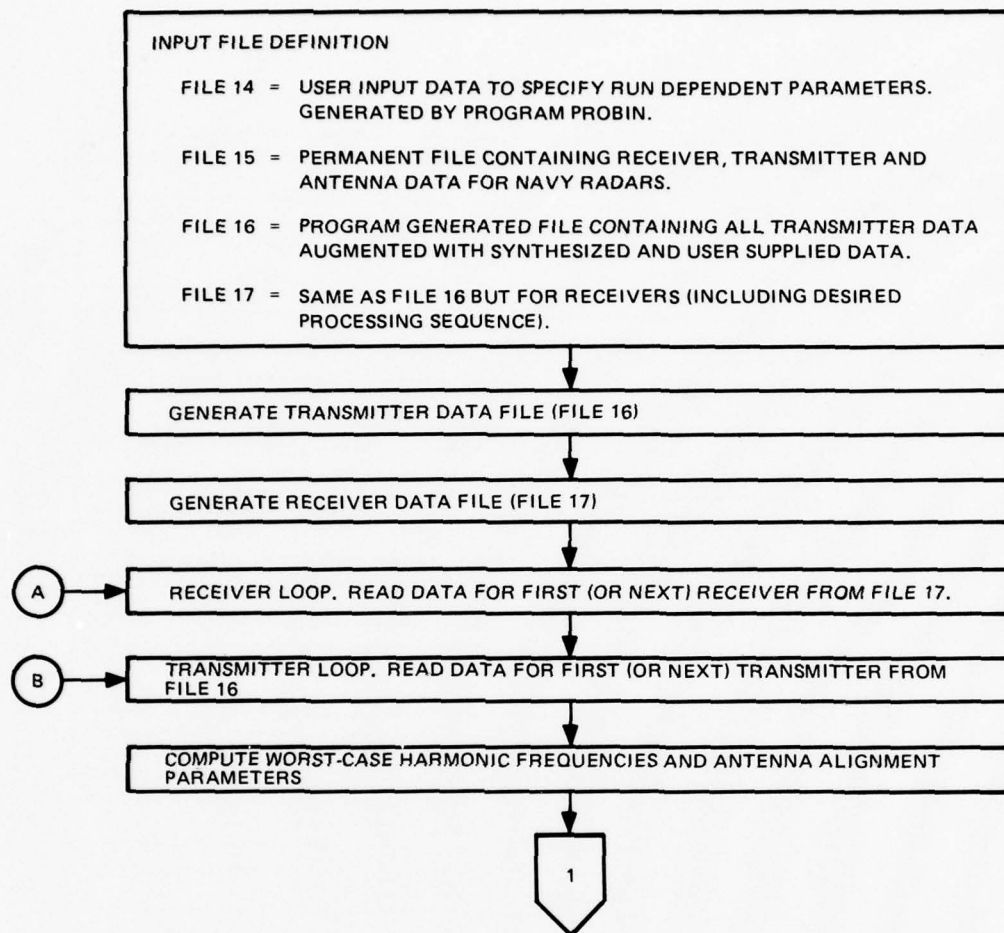 INPUT FILE DEFINITION
FILE 14 = USER INPUT DATA TO SPECIFY RUN DEPENDENT PARAMETERS.
GENERATED BY PROGRAM PROBIN.
FILE 15 = PERMANENT FILE CONTAINING RECEIVER, TRANSMITTER AND
ANTENNA DATA FOR NAVY RADARS.
FILE 16 = PROGRAM GENERATED FILE CONTAINING ALL TRANSMITTER DATA
AUGMENTED WITH SYNTHESIZED AND USER SUPPLIED DATA.
FILE 17 = SAME AS FILE 16 BUT FOR RECEIVERS (INCLUDING DESIRED
PROCESSING SEQUENCE).
GENERATE TRANSMITTER DATA FILE (FILE 16)
GENERATE RECEIVER DATA FILE (FILE 17)
A
RECEIVER LOOP. READ DATA FOR FIRST (OR NEXT) RECEIVER FROM FILE 17.
B
TRANSMITTER LOOP. READ DATA FOR FIRST (OR NEXT) TRANSMITTER FROM
FILE 16
COMPUTE WORST-CASE HARMONIC FREQUENCIES AND ANTENNA ALIGNMENT
PARAMETERS
1